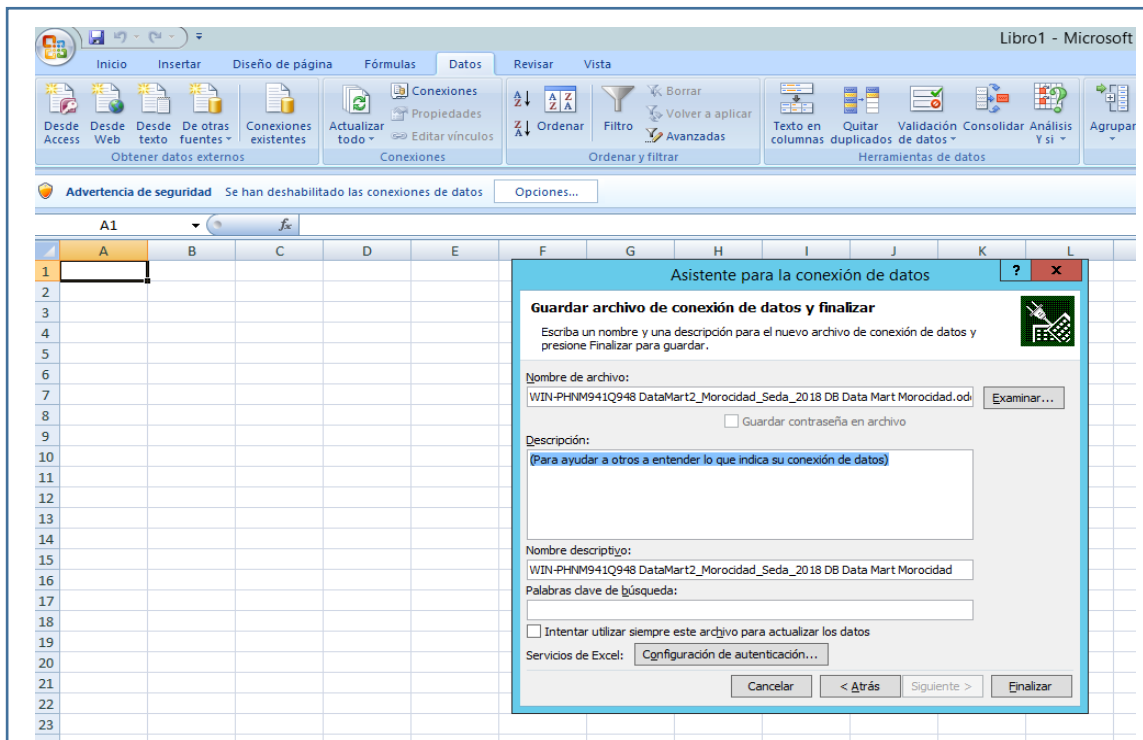 Libro1 - Microsoft
Inicio Insertar Diseño de página Fórmulas Datos Revisar Vista
Desde Access
Desde Web
Desde texto
De otras fuentes
Conexiones existentes
Obtener datos externos
Actualizar todo
Conexiones
Propiedades
Editar vínculos
Conexiones
Ordenar
Filtro
Borrar
Volver a aplicar
Avanzadas
Ordenar y filtrar
Texto en columnas
Quitar duplicados
Validación de datos
Consolidar
Análisis Y si
Herramientas de datos
Agrupar
Advertencia de seguridad Se han deshabilitado las conexiones de datos Opciones...
A1 fx
A B C D E F G H I J K L
1
2
3
4
5
6
7
8
9
10
11
12
13
14
15
16
17
18
19
20
21
22
23
Asistente para la conexión de datos ? x
Guardar archivo de conexión de datos y finalizar
Escriba un nombre y una descripción para el nuevo archivo de conexión de datos y
presione Finalizar para guardar.
Nombre de archivo:
WIN-PHNM941Q948 DataMart2_Morocidad_Seda_2018 DB Data Mart Morocidad.od Examinar...
Guardar contraseña en archivo
Descripción:
(Para ayudar a otros a entender lo que indica su conexión de datos)
Nombre descriptivo:
WIN-PHNM941Q948 DataMart2_Morocidad_Seda_2018 DB Data Mart Morocidad
Palabras clave de búsqueda:
Intentar utilizar siempre este archivo para actualizar los datos
Servicios de Excel: Configuración de autenticación...
Cancelar < Atrás Siguiente > Finalizar